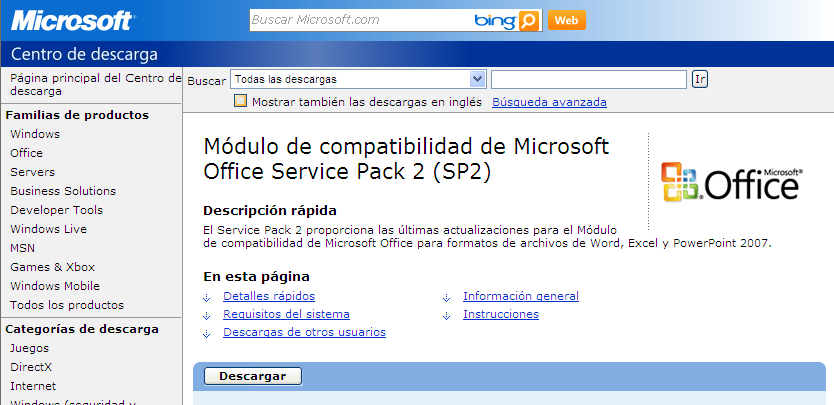 Microsoft®
Buscar Microsoft.com
bing
Web
Centro de descarga
Página principal del Centro de
descarga
Familias de productos
Windows
Office
Servers
Business Solutions
Developer Tools
Windows Live
MSN
Games & Xbox
Windows Mobile
Todos los productos
Categorías de descarga
Juegos
DirectX
Internet
Windows (seguridad y
Buscar
Todas las descargas
Ir
Mostrar también las descargas en inglés
Búsqueda avanzada
Módulo de compatibilidad de Microsoft
Office Service Pack 2 (SP2)
Microsoft®
Office
Descripción rápida
El Service Pack 2 proporciona las últimas actualizaciones para el Módulo
de compatibilidad de Microsoft Office para formatos de archivos de Word, Excel y PowerPoint 2007.
En esta página
Detalles rápidos
Información general
Requisitos del sistema
Instrucciones
Descargas de otros usuarios
Descargar